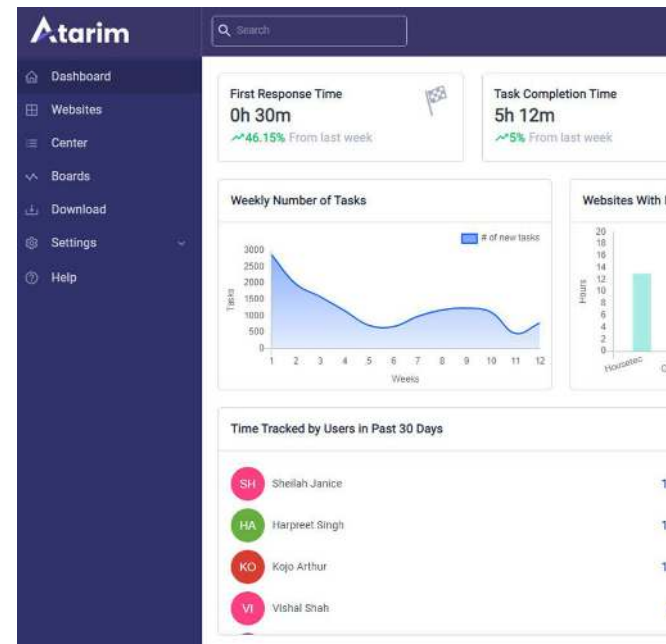 Atarim
Search
Dashboard
Websites
Center
Boards
Download
Settings
Help
First Response Time
0h 30m
46.15% From last week
Task Completion Time
5h 12m
5% From last week
Weekly Number of Tasks
# of new tasks
3000
2500
2000
1500
1000
500
0
Tasks
1 2 3 4 5 6 7 8 9 10 11 12
Weeks
Websites With
20
18
16
14
12
10
8
6
4
2
0
Hours
Housetec
Time Tracked by Users in Past 30 Days
SH Sheilah Janice
HA Harpreet Singh
KO Kojo Arthur
VI Vishal Shah